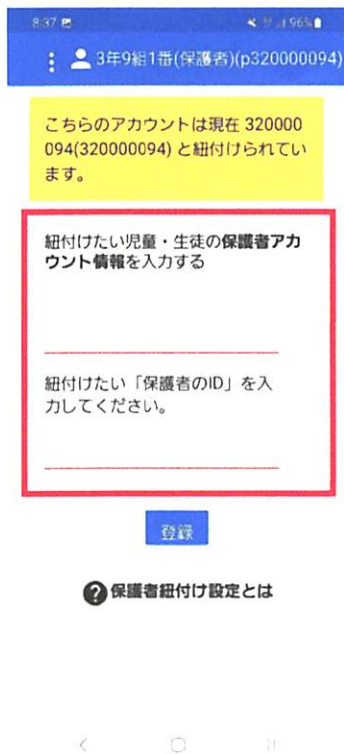 8:37
96%
3年9組1番(保護者)(p320000094)
こちらのアカウントは現在 320000
094(320000094) と紐付けられてい
ます。
紐付けたい児童・生徒の保護者アカ
ウント情報を入力する
紐付けたい「保護者のID」を入
力してください。
登録
?保護者紐付け設定とは